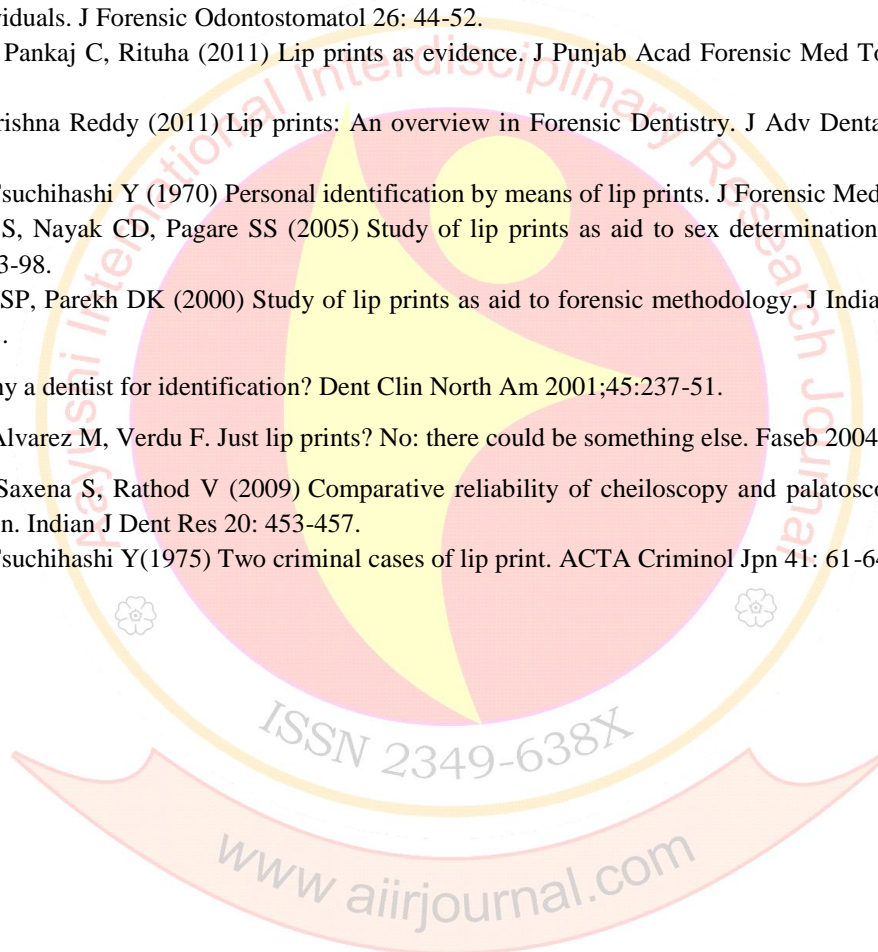 viduals. J Forensic Odontostomatol 26: 44-52.
Pankaj C, Rituha (2011) Lip prints as evidence. J Punjab Acad Forensic Med To
rishna Reddy (2011) Lip prints: An overview in Forensic Dentistry. J Adv Denta
suchihashi Y (1970) Personal identification by means of lip prints. J Forensic Med
S, Nayak CD, Pagare SS (2005) Study of lip prints as aid to sex determination
3-98.
SP, Parekh DK (2000) Study of lip prints as aid to forensic methodology. J India
.
ny a dentist for identification? Dent Clin North Am 2001;45:237-51.
Alvarez M, Verdu F. Just lip prints? No: there could be something else. Faseb 2004
Saxena S, Rathod V (2009) Comparative reliability of cheiloscopy and palatosco
n. Indian J Dent Res 20: 453-457.
suchihashi Y(1975) Two criminal cases of lip print. ACTA Criminol Jpn 41: 61-64
Aayushi International Interdisciplinary Research Journal
ISSN 2349-638X
www aiirjournal.com